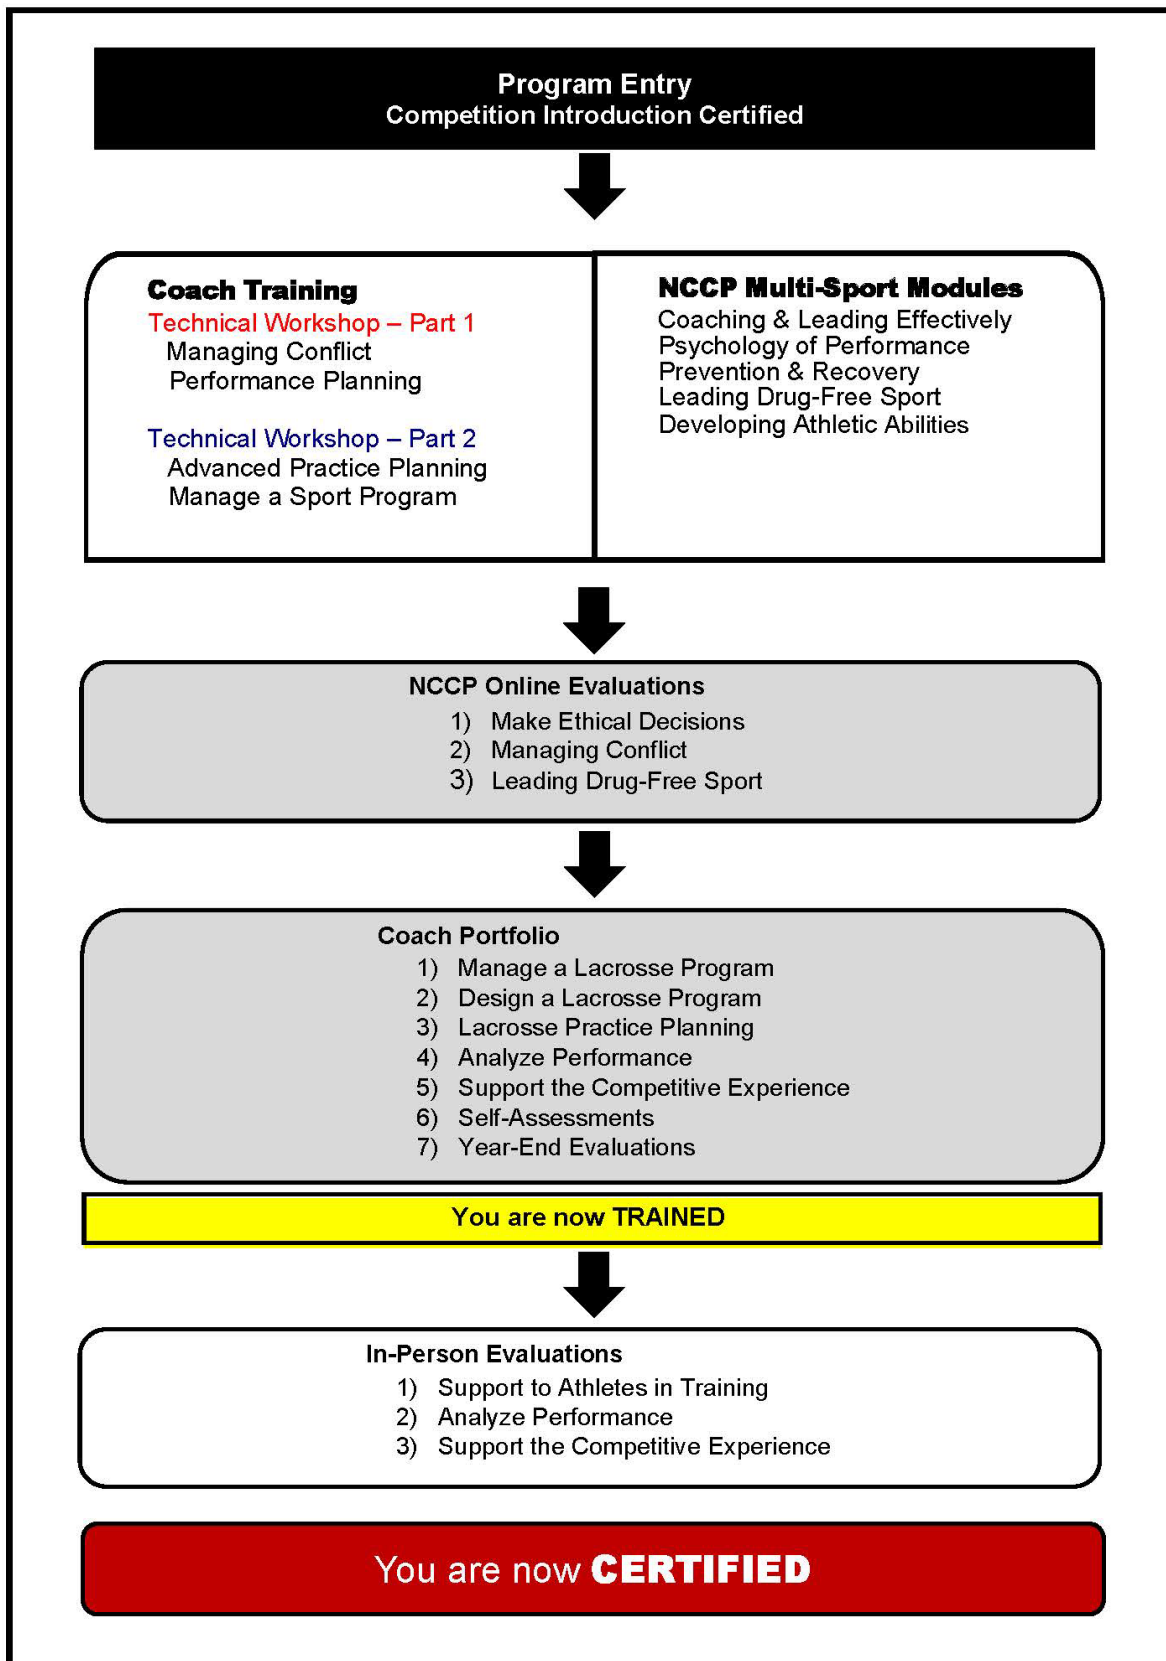 Program Entry
Competition Introduction Certified
Coach Training
Technical Workshop – Part 1
Managing Conflict
Performance Planning
Technical Workshop – Part 2
Advanced Practice Planning
Manage a Sport Program
NCCP Multi-Sport Modules
Coaching & Leading Effectively
Psychology of Performance
Prevention & Recovery
Leading Drug-Free Sport
Developing Athletic Abilities
NCCP Online Evaluations
1) Make Ethical Decisions
2) Managing Conflict
3) Leading Drug-Free Sport
Coach Portfolio
1) Manage a Lacrosse Program
2) Design a Lacrosse Program
3) Lacrosse Practice Planning
4) Analyze Performance
5) Support the Competitive Experience
6) Self-Assessments
7) Year-End Evaluations
You are now TRAINED
In-Person Evaluations
1) Support to Athletes in Training
2) Analyze Performance
3) Support the Competitive Experience
You are now CERTIFIED